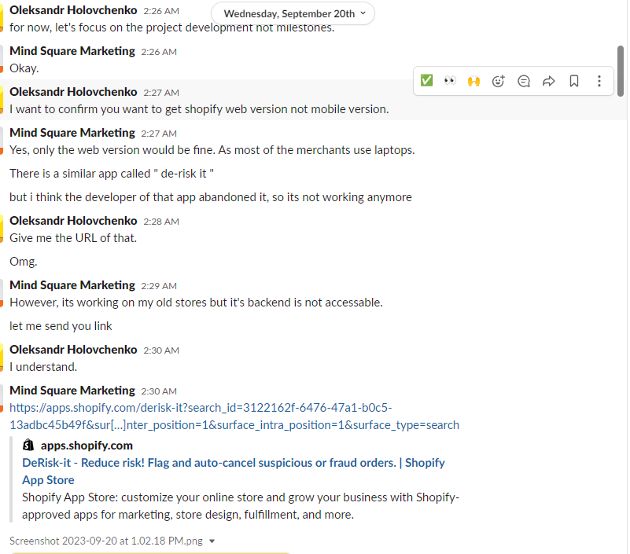 Wednesday, September 20th
Oleksandr Holovchenko 2:26 AM
for now, let's focus on the project development not milestones.
Mind Square Marketing 2:26 AM
Okay.
Oleksandr Holovchenko 2:27 AM
I want to confirm you want to get shopify web version not mobile version.
Mind Square Marketing 2:27 AM
Yes, only the web version would be fine. As most of the merchants use laptops.
There is a similar app called " de-risk it "
but i think the developer of that app abandoned it, so its not working anymore
Oleksandr Holovchenko 2:28 AM
Give me the URL of that.
Omg.
Mind Square Marketing 2:29 AM
However, its working on my old stores but it's backend is not accessable.
let me send you link
Oleksandr Holovchenko 2:30 AM
I understand.
Mind Square Marketing 2:30 AM
https://apps.shopify.com/derisk-it?search_id=3122162f-6476-47a1-b0c5-
13adbc45b49f&sur[...]nter_position=1&surface_intra_position=1&surface_type=search
apps.shopify.com
DeRisk-it - Reduce risk! Flag and auto-cancel suspicious or fraud orders. | Shopify
App Store
Shopify App Store: customize your online store and grow your business with Shopify-
approved apps for marketing, store design, fulfillment, and more.
Screenshot 2023-09-20 at 1.02.18 PM.png